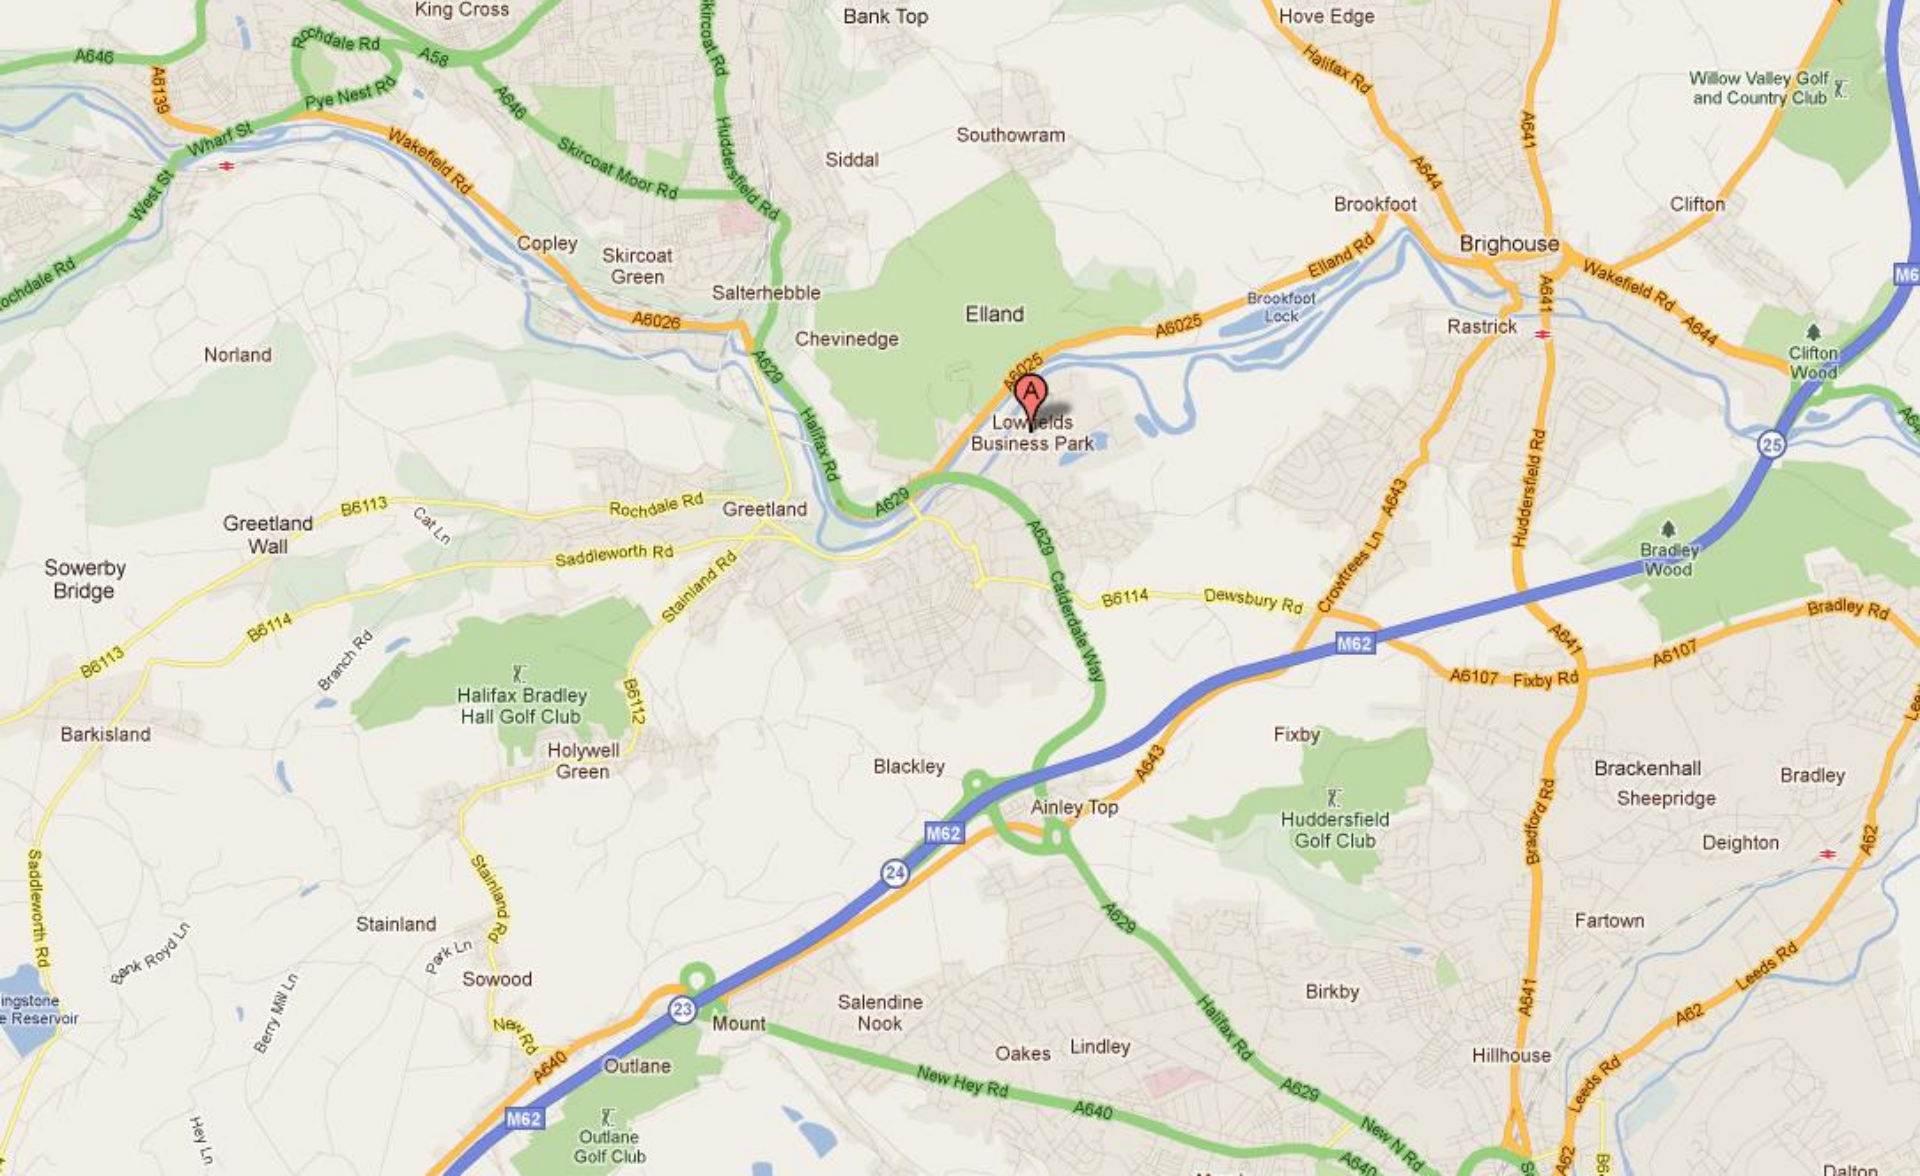 King Cross
Bank Top
Hove Edge
Rochdale Rd
A646
A58
Skircoat Rd
Halifax Rd
Willow Valley Golf
and Country Club
A6139
Pye Nest Rd
A646
Wharf St
Wakefield Rd
Huddersfield Rd
Southowram
A641
Siddal
Skircoat Moor Rd
A644
West St
Brookfoot
Clifton
Copley
Skircoat
Green
Elland Rd
Brighouse
Rochdale Rd
Salterhebble
Wakefield Rd
A641
Brookfoot
Lock
Elland
A6026
Chevinedge
A6025
Rastrick
A644
Norland
A629
A6025
Clifton
Wood
A
Lowfields
Business Park
Halifax Rd
25
B6113
Rochdale Rd
Greetland
A629
A643
Huddersfield Rd
Greetland
Wall
Cat Ln
Saddleworth Rd
A629
Bradley
Wood
Sowerby
Bridge
Stainland Rd
Crowtrees Ln
B6114
Dewsbury Rd
Bradley Rd
B6114
Calderdale Way
M62
A641
A6107
B6113
Branch Rd
A6107
Fixby Rd
Halifax Bradley
Hall Golf Club
B6112
Barkisland
Fixby
Holywell
Green
Blackley
A643
Brackenhall
Bradley
Sheepridge
Ainley Top
Huddersfield
Golf Club
Bradford Rd
M62
A62
Deighton
24
Saddleworth Rd
Stainland Rd
Stainland
A629
Fartown
Bank Royd Ln
Park Ln
Sowood
Leeds Rd
Birkby
A641
23
Mount
Salendine
Nook
Berry Mill Ln
New Rd
Halifax Rd
A62
Oakes
Lindley
Hillhouse
A640
Outlane
New Hey Rd
A629
Leeds Rd
A640
M62
Hey Ln
Outlane
Golf Club
New N Rd
A640
A62
Dalton